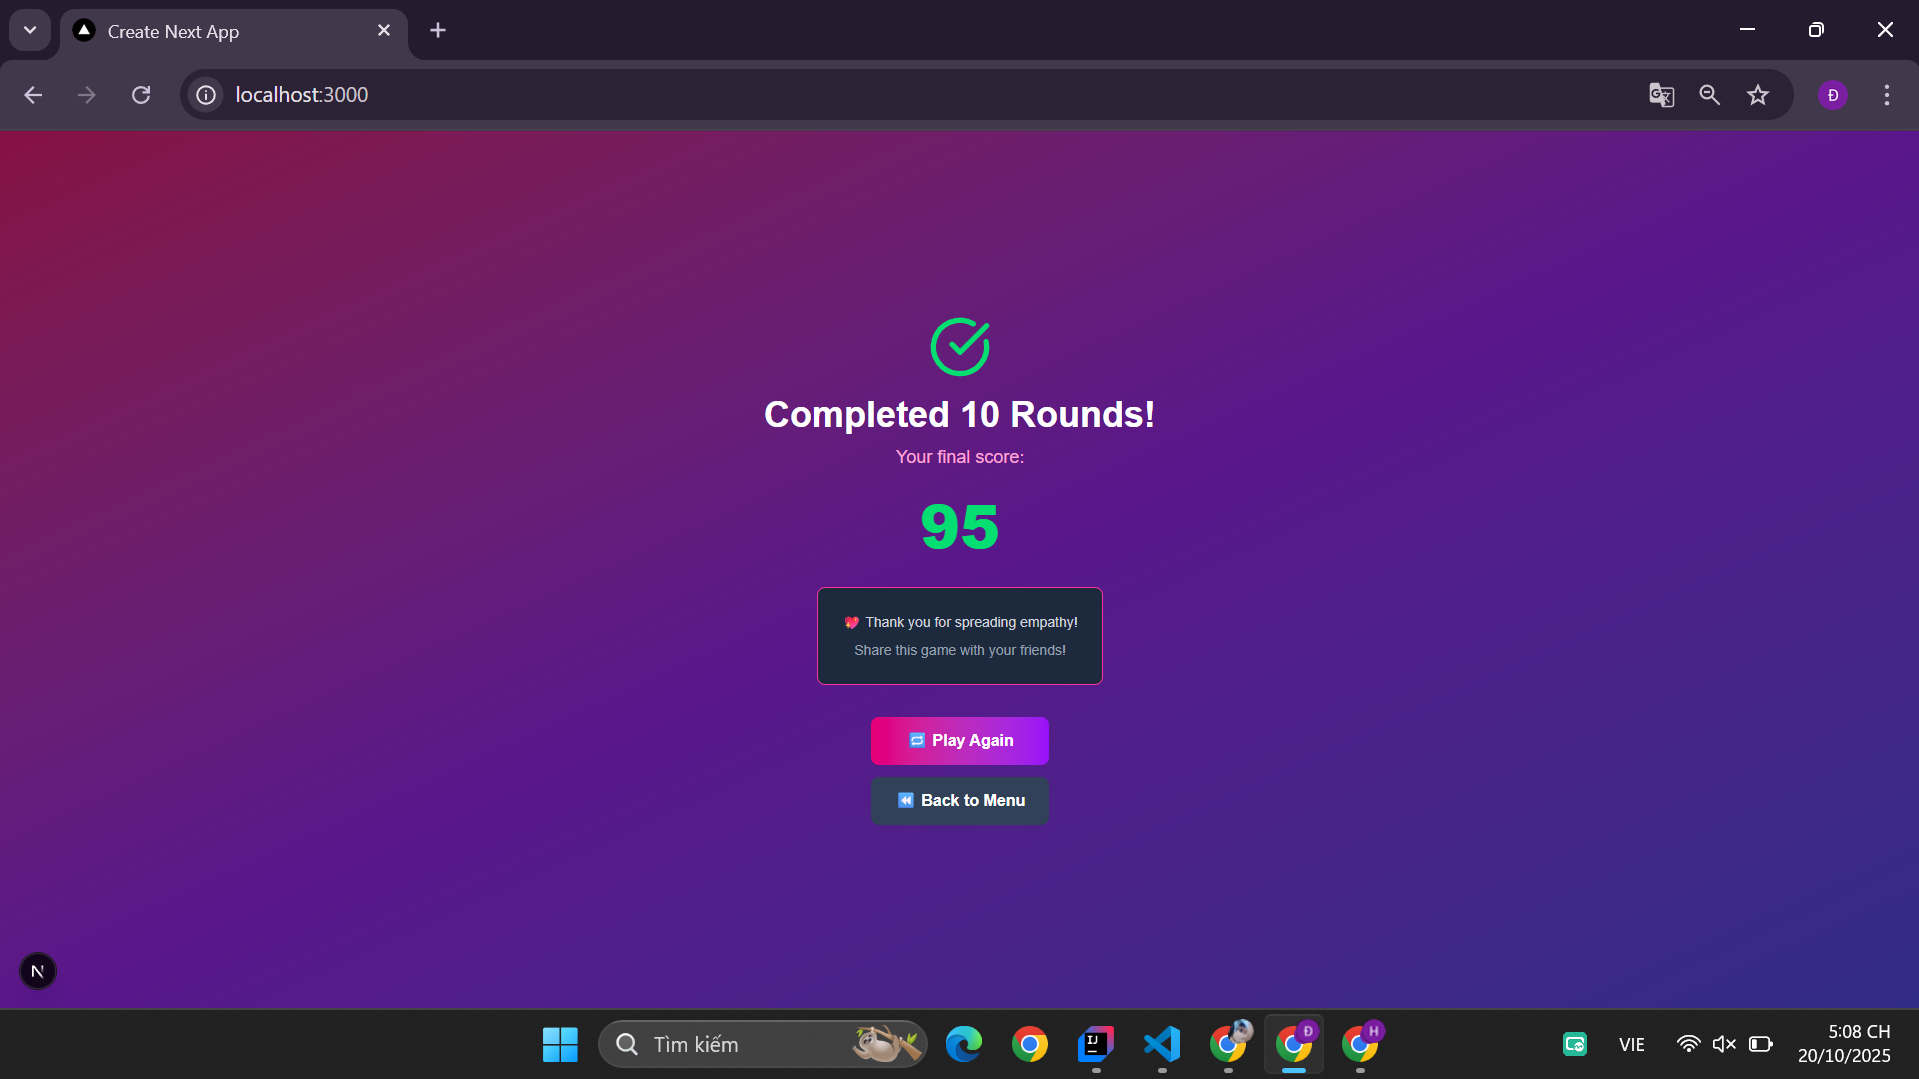 Create Next App
localhost:3000
Đ
Completed 10 Rounds!
Your final score:
95
💖 Thank you for spreading empathy!
Share this game with your friends!
🔁 Play Again
⏪ Back to Menu
N
Tìm kiếm
IJ
Đ
H
VIE
5:08 CH
20/10/2025